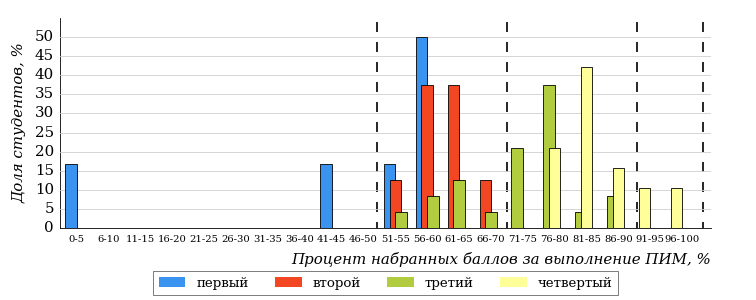 Доля студентов, %
50
45
40
35
30
25
20
15
10
5
0
0-5 6-10 11-15 16-20 21-25 26-30 31-35 36-40 41-45 46-50 51-55 56-60 61-65 66-70 71-75 76-80 81-85 86-90 91-95 96-100
Процент набранных баллов за выполнение ПИМ, %
первый второй третий четвертый